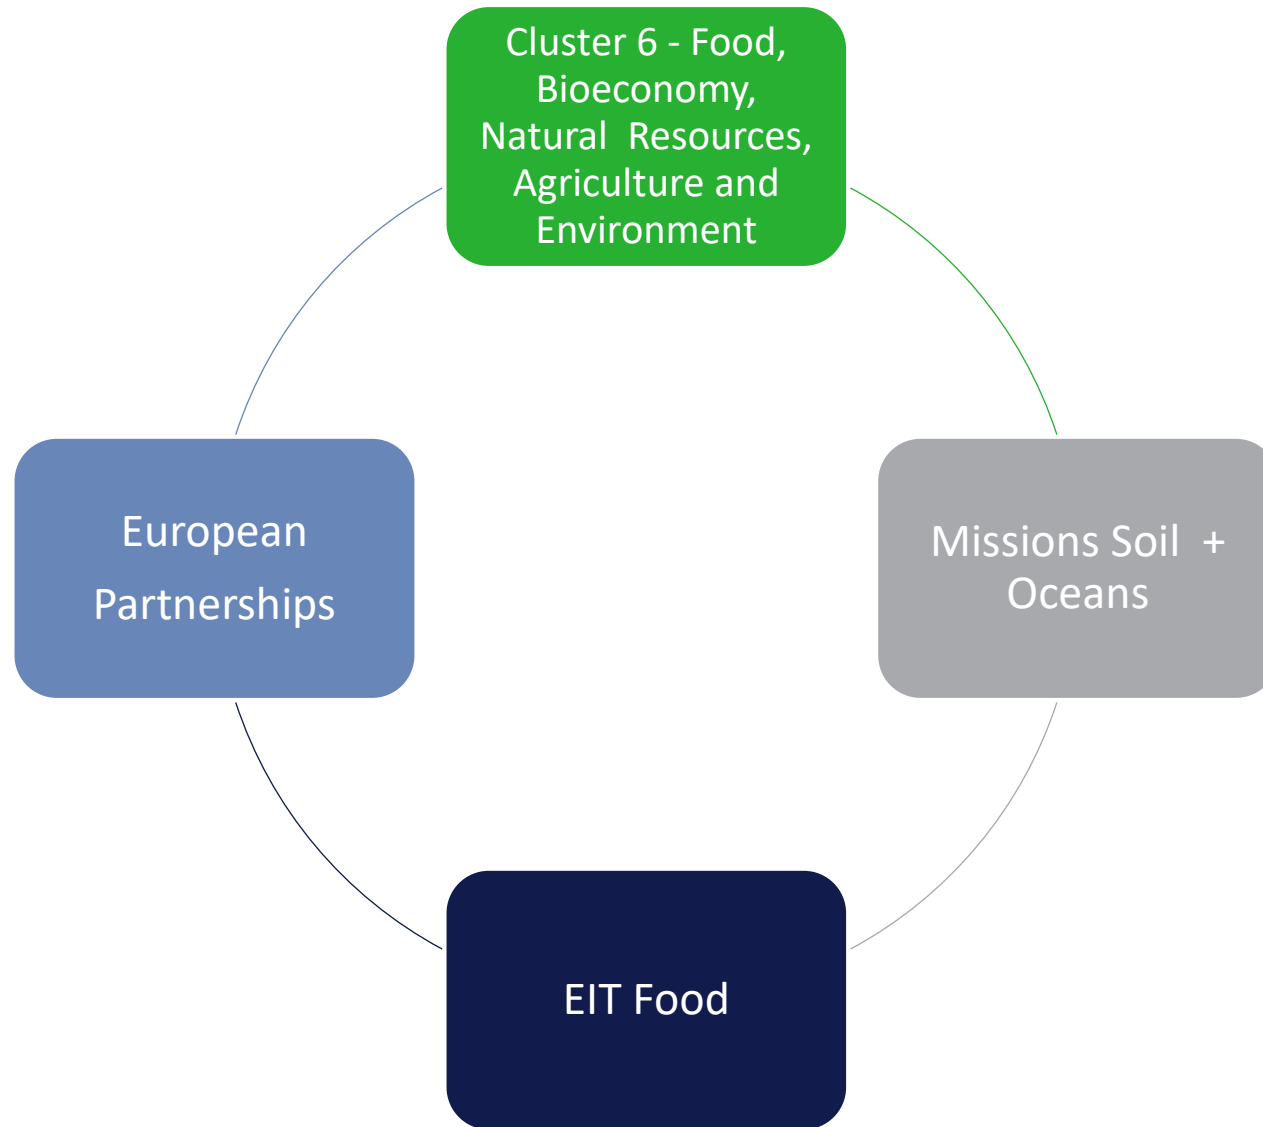 Cluster 6 - Food,
Bioeconomy,
Natural  Resources,
Agriculture and
Environment
European
Partnerships
Missions Soil  +
Oceans
EIT Food